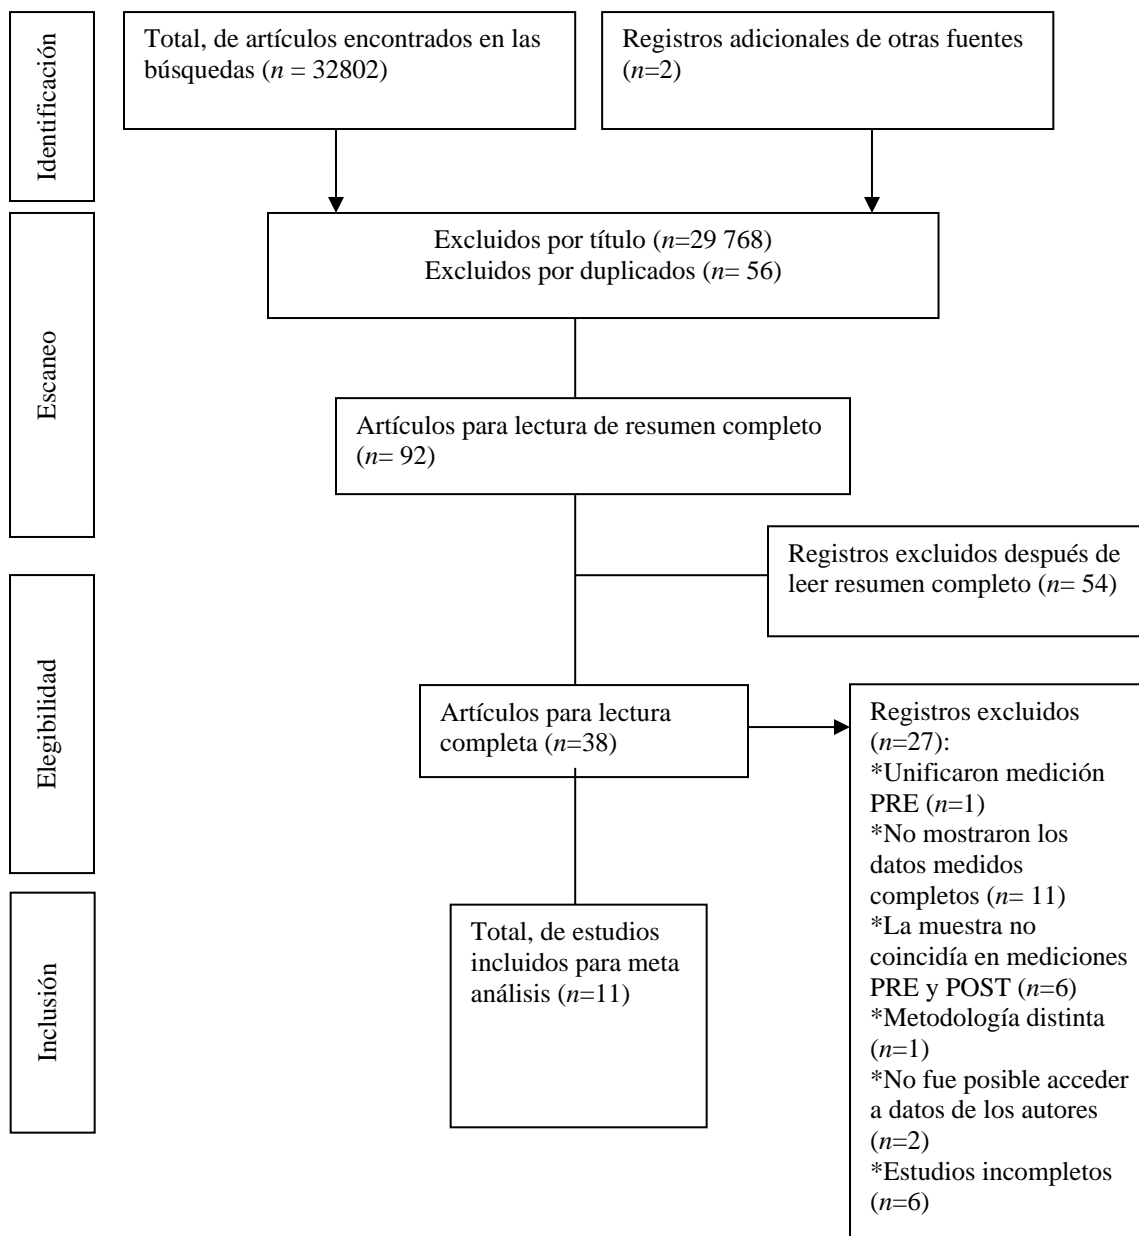 Identificación
Total, de artículos encontrados en las
búsquedas (n = 32802)
Registros adicionales de otras fuentes
(n=2)
Escaneo
Excluidos por título (n=29 768)
Excluidos por duplicados (n= 56)
Artículos para lectura de resumen completo
(n= 92)
Registros excluidos después de
leer resumen completo (n= 54)
Elegibilidad
Artículos para lectura
completa (n=38)
Registros excluidos
(n=27):
*Unificaron medición
PRE (n=1)
*No mostraron los
datos medidos
completos (n= 11)
*La muestra no
coincidía en mediciones
PRE y POST (n=6)
*Metodología distinta
(n=1)
*No fue posible acceder
a datos de los autores
(n=2)
*Estudios incompletos
(n=6)
Inclusión
Total, de estudios
incluidos para meta
análisis (n=11)